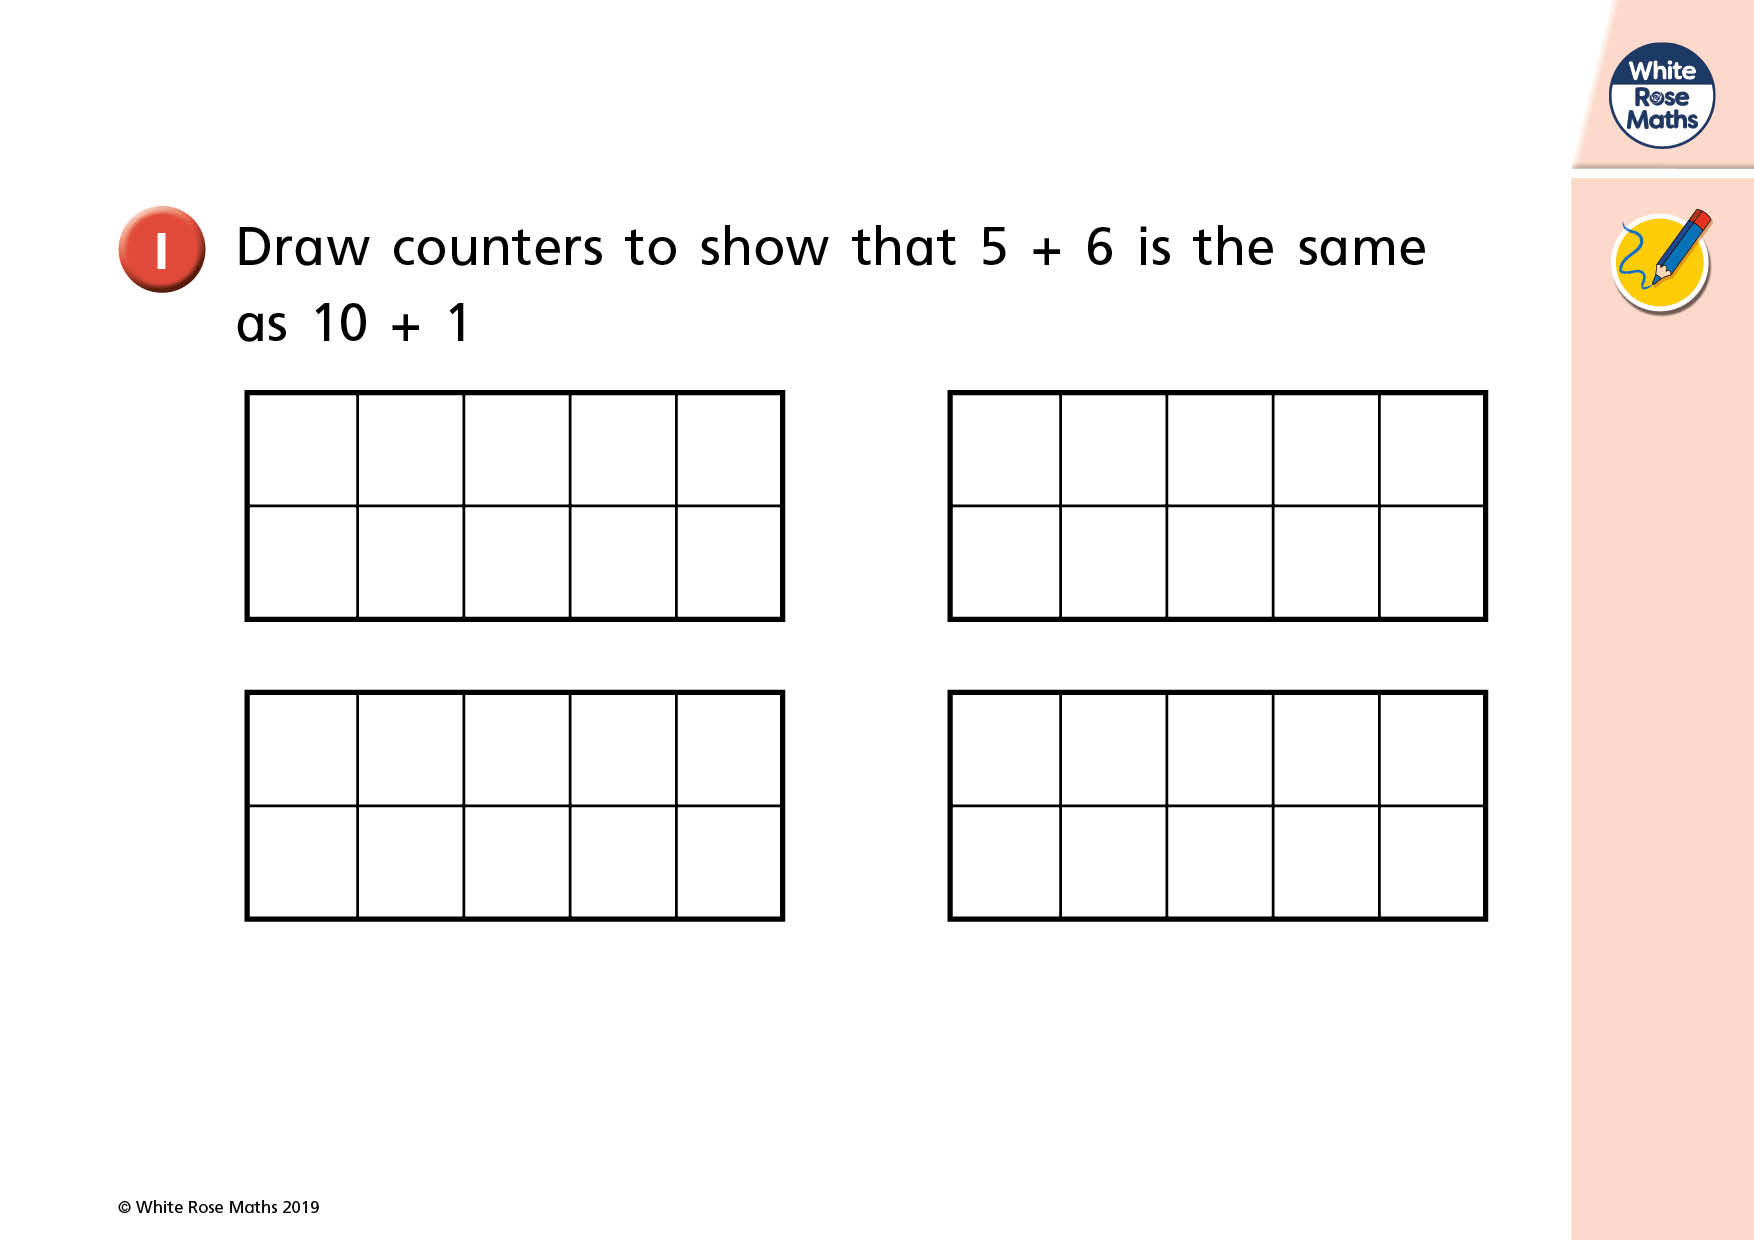 White
Rose
Maths
1 Draw counters to show that 5 + 6 is the same
as 10 + 1
© White Rose Maths 2019